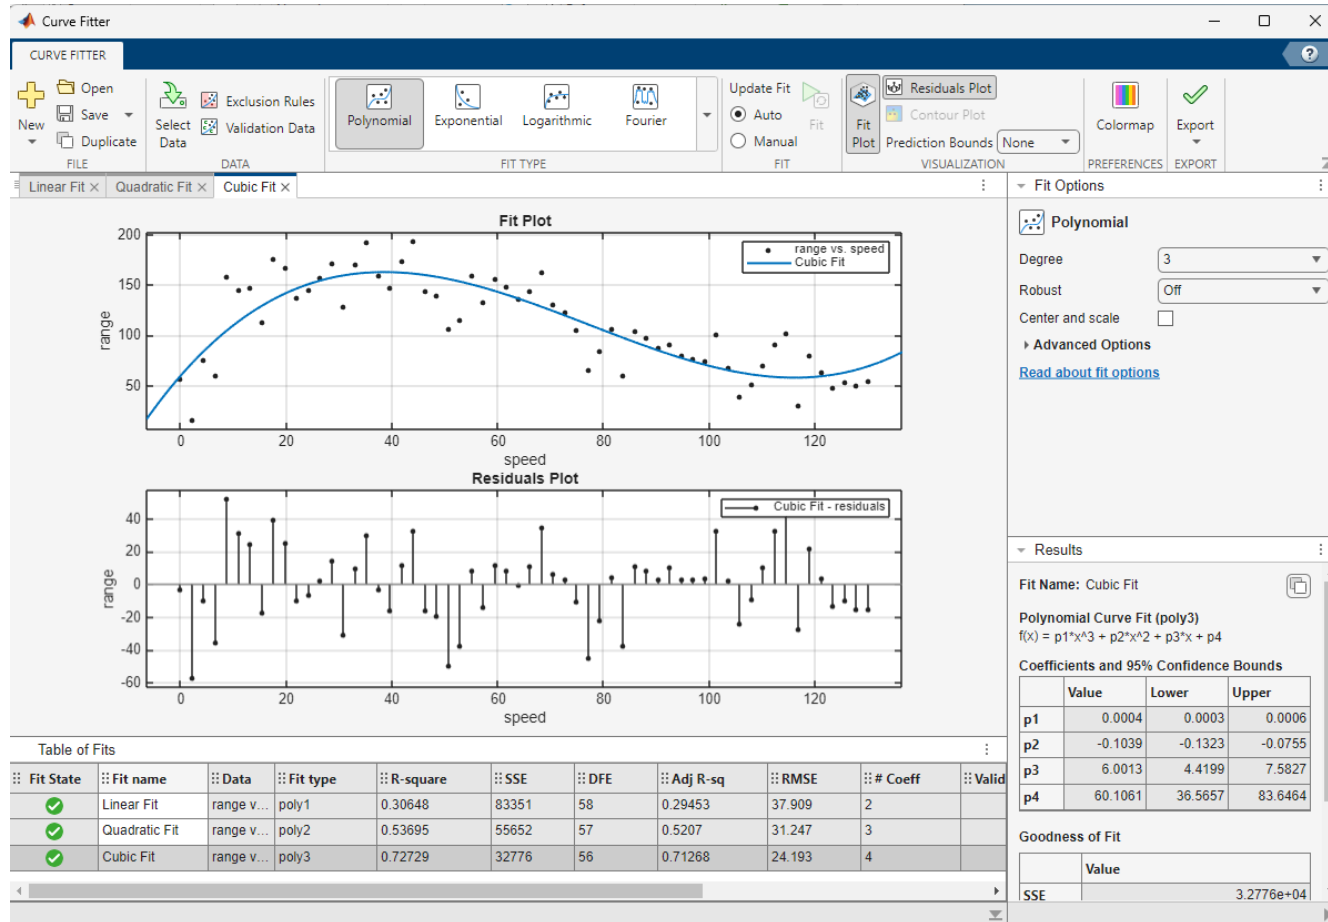 Curve Fitter
CURVE FITTER
?
New
Open
Save
Duplicate
FILE
Select Data
Exclusion Rules
Validation Data
DATA
Polynomial
Exponential
Logarithmic
Fourier
FIT TYPE
Update Fit
Auto
Manual
Fit
FIT
Fit Plot
Residuals Plot
Contour Plot
Prediction Bounds None
VISUALIZATION
Colormap
PREFERENCES
Export
EXPORT
Linear Fit × Quadratic Fit × Cubic Fit ×
Fit Plot
200
150
100
50
range
range vs. speed
Cubic Fit
0 20 40 60 80 100 120
speed
Residuals Plot
40
20
0
-20
-40
-60
range
Cubic Fit - residuals
0 20 40 60 80 100 120
speed
Table of Fits
Fit State Fit name Data Fit type R-square SSE DFE Adj R-sq RMSE # Coeff Valid
Linear Fit range v... poly1 0.30648 83351 58 0.29453 37.909 2
Quadratic Fit range v... poly2 0.53695 55652 57 0.5207 31.247 3
Cubic Fit range v... poly3 0.72729 32776 56 0.71268 24.193 4
Fit Options
Polynomial
Degree 3
Robust Off
Center and scale
Advanced Options
Read about fit options
Results
Fit Name: Cubic Fit
Polynomial Curve Fit (poly3)
f(x) = p1*x^3 + p2*x^2 + p3*x + p4
Coefficients and 95% Confidence Bounds
Value Lower Upper
p1 0.0004 0.0003 0.0006
p2 -0.1039 -0.1323 -0.0755
p3 6.0013 4.4199 7.5827
p4 60.1061 36.5657 83.6464
Goodness of Fit
Value
SSE 3.2776e+04